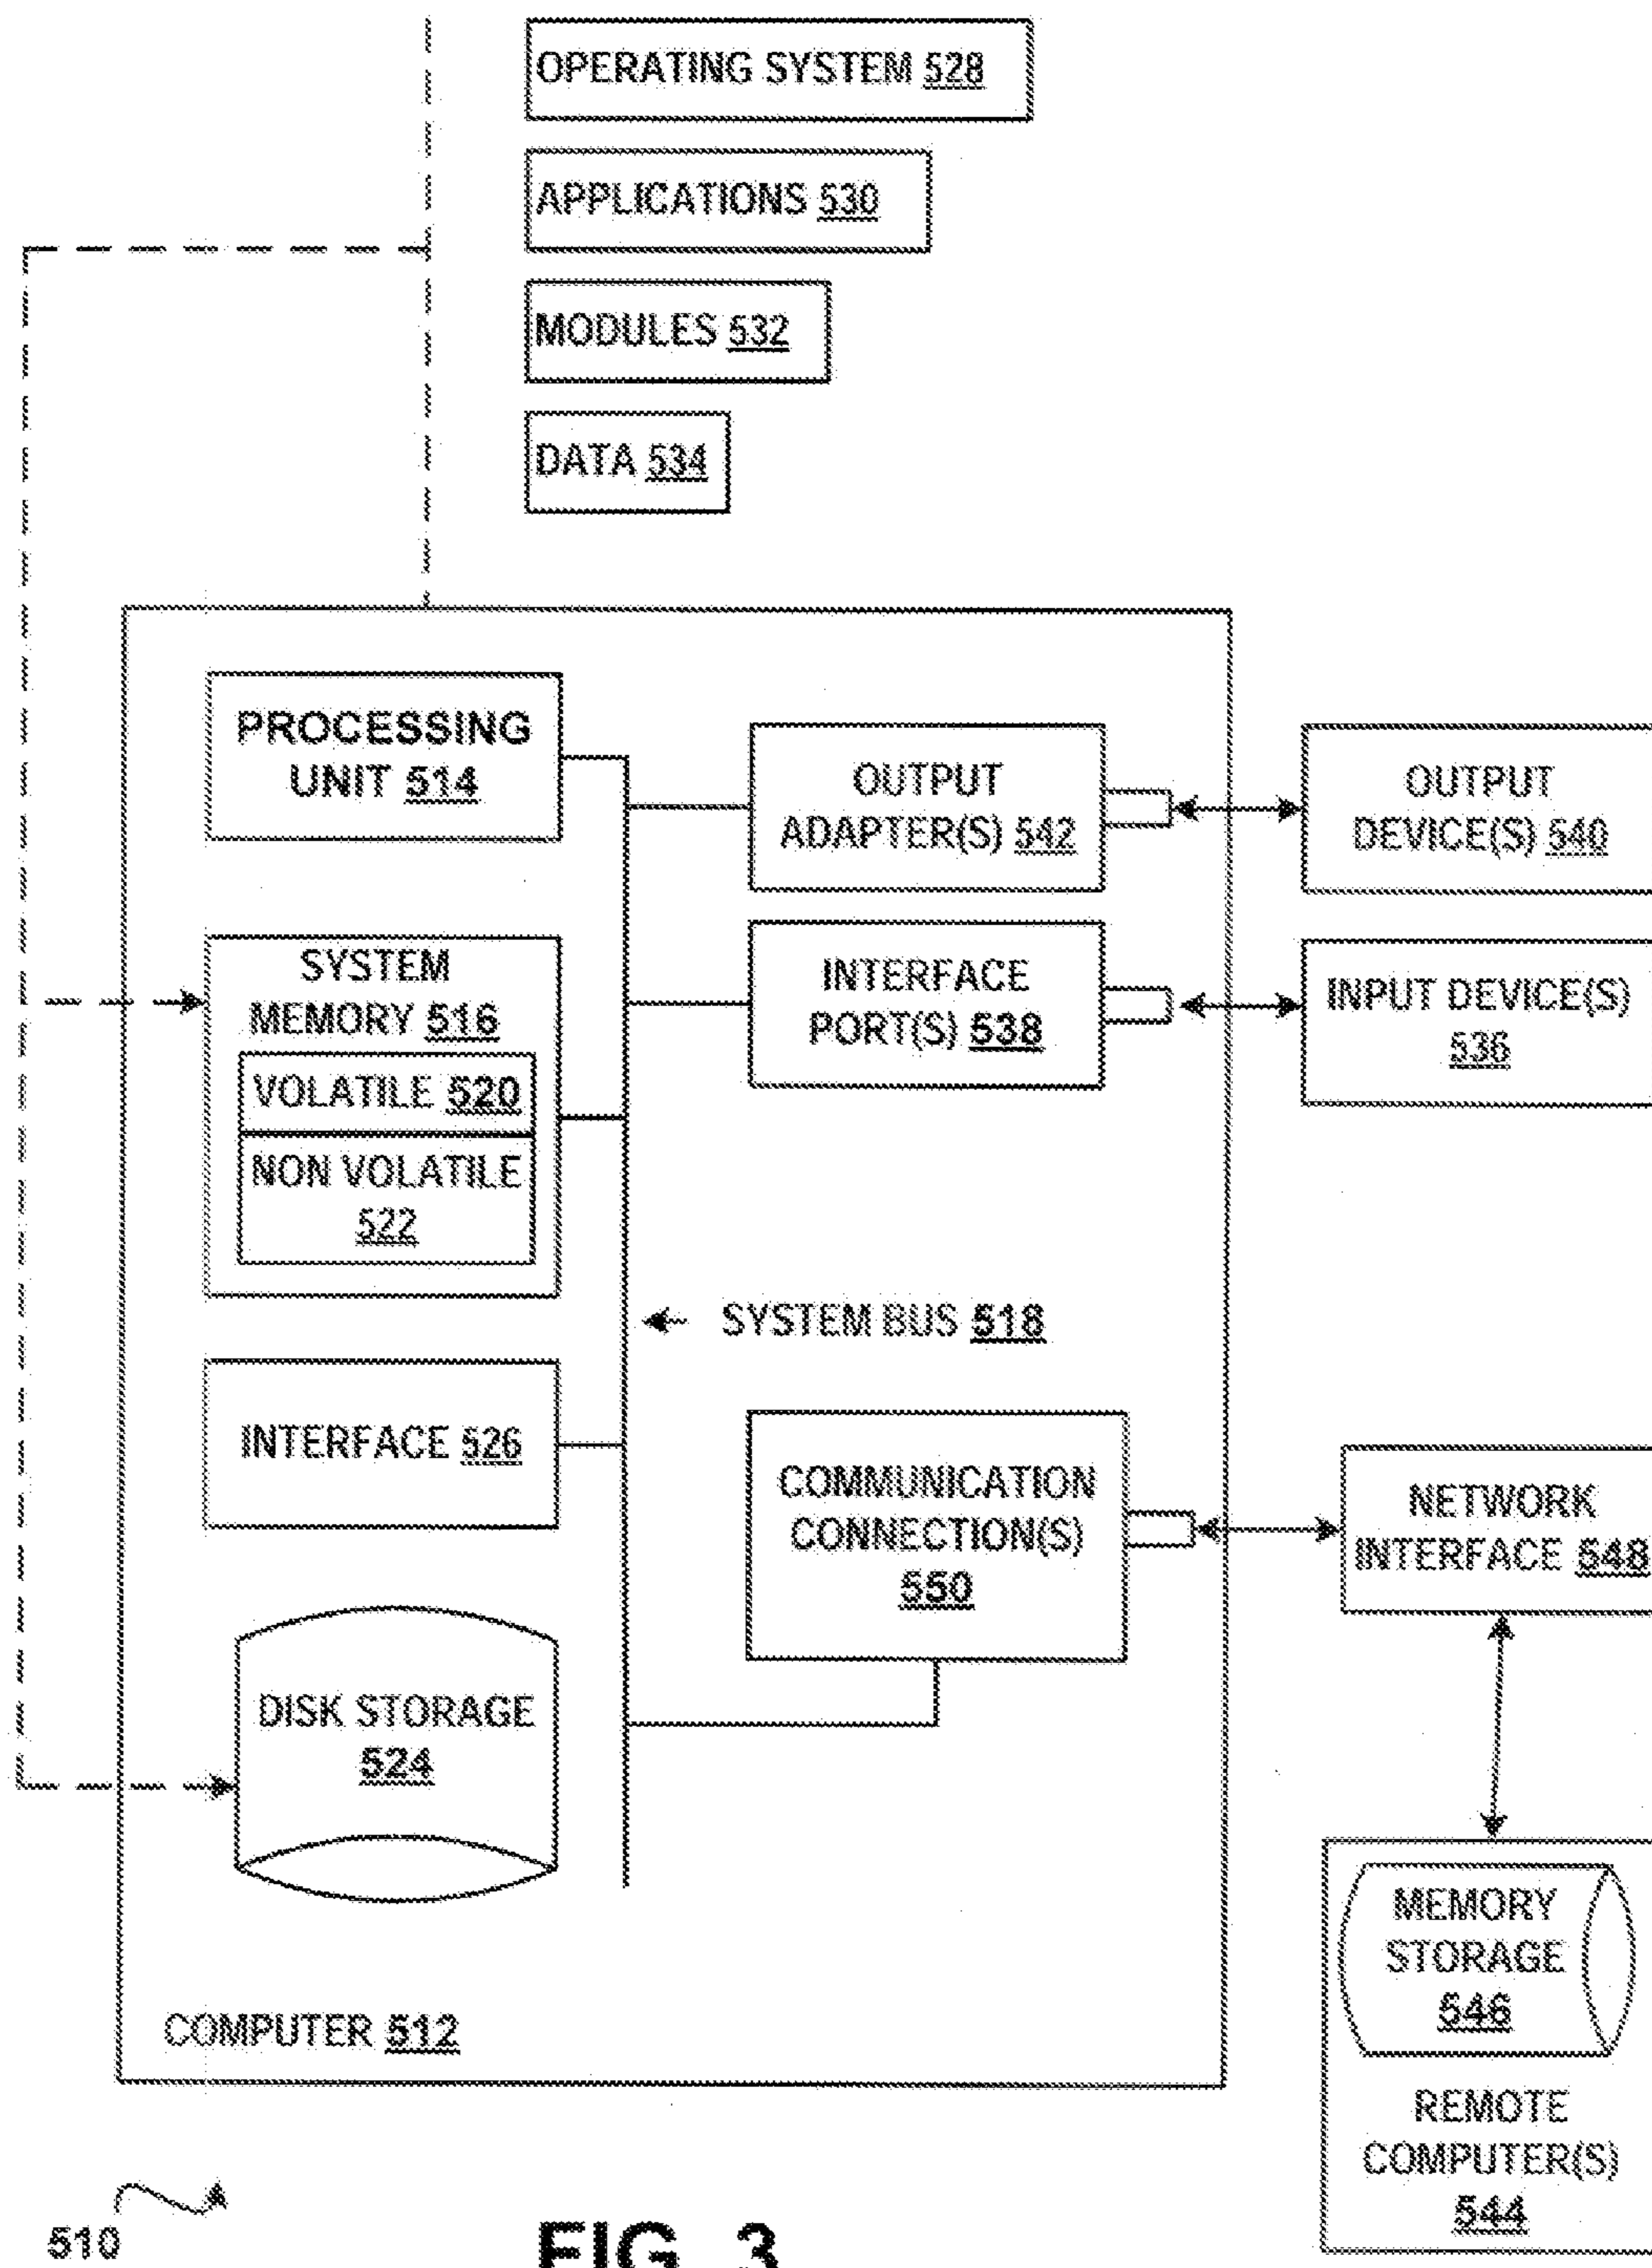 OPERATING SYSTEM 528
APPLICATIONS 530
MODULES 532
DATA 534
PROCESSING
UNIT 514
OUTPUT
ADAPTER(S) 542
OUTPUT
DEVICE(S) 540
SYSTEM
MEMORY 516
VOLATILE 520
NON VOLATILE
522
INTERFACE
PORT(S) 538
INPUT DEVICE(S)
536
SYSTEM BUS 518
INTERFACE 526
COMMUNICATION
CONNECTION(S)
550
NETWORK
INTERFACE 548
DISK STORAGE
524
MEMORY
STORAGE
546
REMOTE
COMPUTER(S)
544
COMPUTER 512
510
FIG. 3